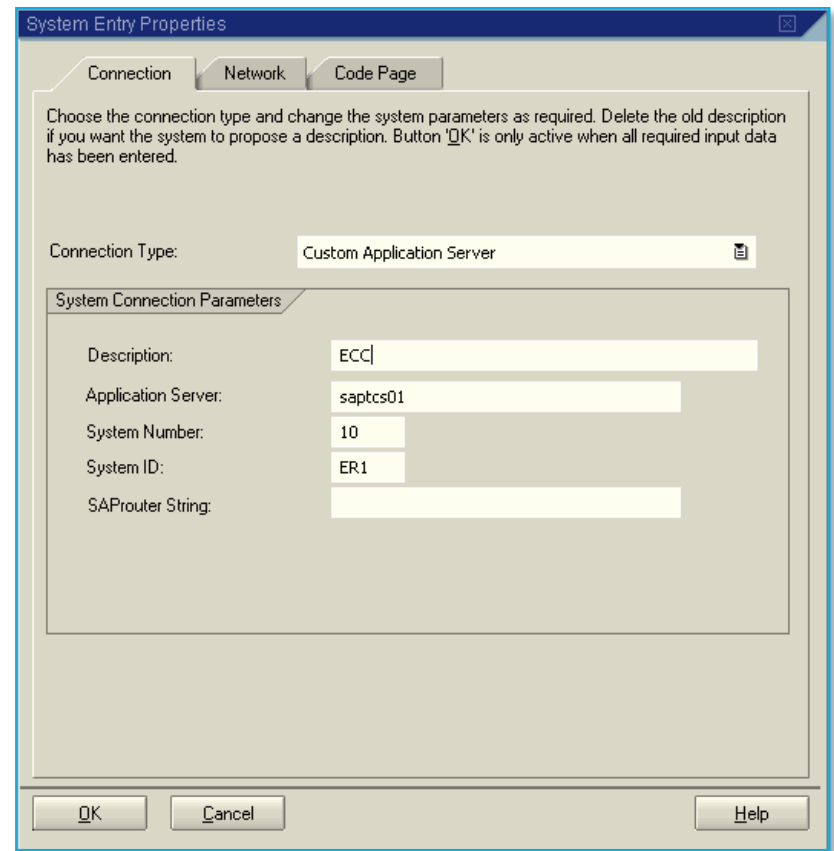 System Entry Properties
Connection Network Code Page
Choose the connection type and change the system parameters as required. Delete the old description
if you want the system to propose a description. Button 'OK' is only active when all required input data
has been entered.
Connection Type: Custom Application Server
System Connection Parameters
Description: ECC
Application Server: saptcs01
System Number: 10
System ID: ER1
SAProuter String:
OK Cancel Help